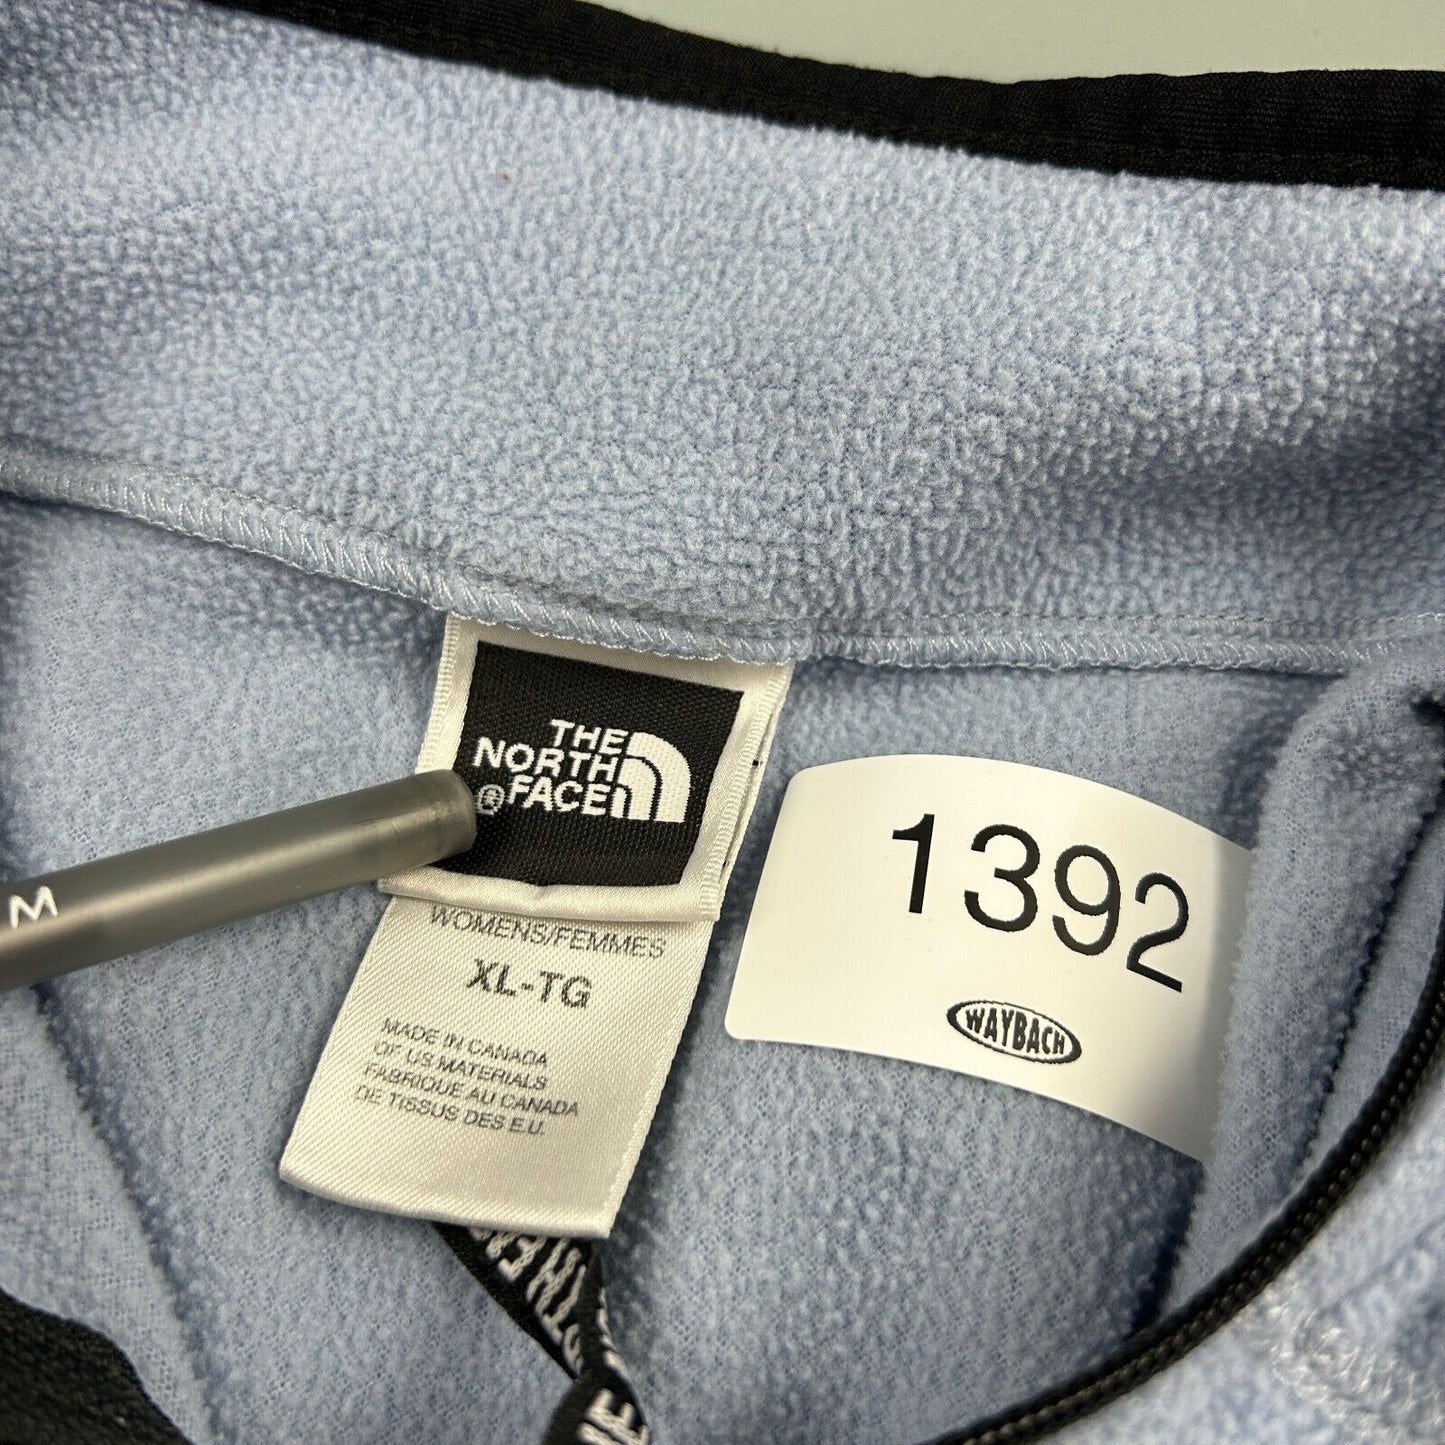 THE
NORTH
® FACE
WOMENS/FEMMES
XL-TG
MADE IN CANADA
OF US MATERIALS
FABRIQUE AU CANADA
DE TISSUS DES E.U.
1392
WAYBACH
M